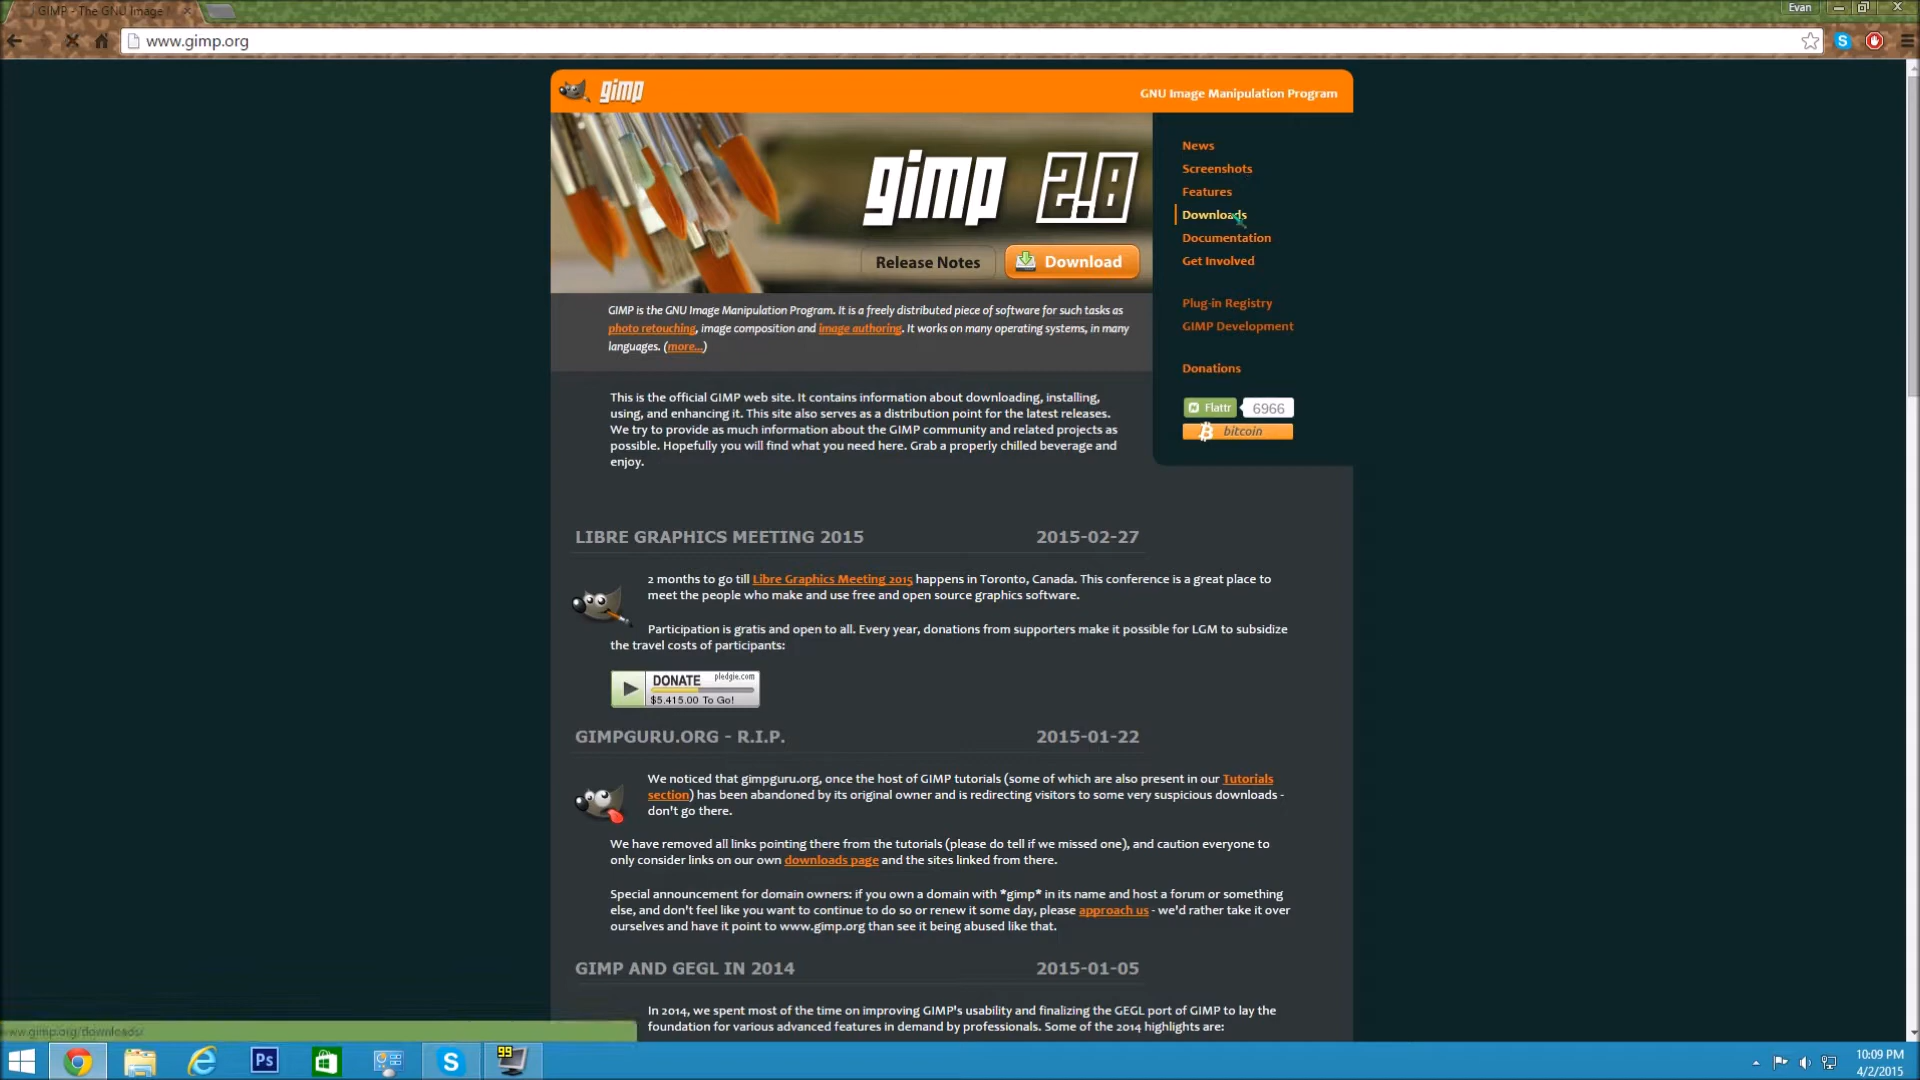 GIMP - The GNU Image
Evan
www.gimp.org
gimp
GNU Image Manipulation Program
gimp 2.8
Release Notes
Download
News
Screenshots
Features
Downloads
Documentation
Get Involved
Plug-in Registry
GIMP Development
Donations
Flattr 6966
bitcoin
GIMP is the GNU Image Manipulation Program. It is a freely distributed piece of software for such tasks as
photo retouching, image composition and image authoring. It works on many operating systems, in many
languages. (more...)
This is the official GIMP web site. It contains information about downloading, installing,
using, and enhancing it. This site also serves as a distribution point for the latest releases.
We try to provide as much information about the GIMP community and related projects as
possible. Hopefully you will find what you need here. Grab a properly chilled beverage and
enjoy.
LIBRE GRAPHICS MEETING 2015 2015-02-27
2 months to go till Libre Graphics Meeting 2015 happens in Toronto, Canada. This conference is a great place to
meet the people who make and use free and open source graphics software.
Participation is gratis and open to all. Every year, donations from supporters make it possible for LGM to subsidize
the travel costs of participants:
DONATE pledgie.com
$5,415.00 To Go!
GIMPGURU.ORG - R.I.P. 2015-01-22
We noticed that gimpguru.org, once the host of GIMP tutorials (some of which are also present in our Tutorials
section) has been abandoned by its original owner and is redirecting visitors to some very suspicious downloads -
don't go there.
We have removed all links pointing there from the tutorials (please do tell if we missed one), and caution everyone to
only consider links on our own downloads page and the sites linked from there.
Special announcement for domain owners: if you own a domain with *gimp* in its name and host a forum or something
else, and don't feel like you want to continue to do so or renew it some day, please approach us - we'd rather take it over
ourselves and have it point to www.gimp.org than see it being abused like that.
GIMP AND GEGL IN 2014 2015-01-05
In 2014, we spent most of the time on improving GIMP's usability and finalizing the GEGL port of GIMP to lay the
foundation for various advanced features in demand by professionals. Some of the 2014 highlights are:
www.gimp.org/downloads/
Ps
99
10:09 PM
4/2/2015